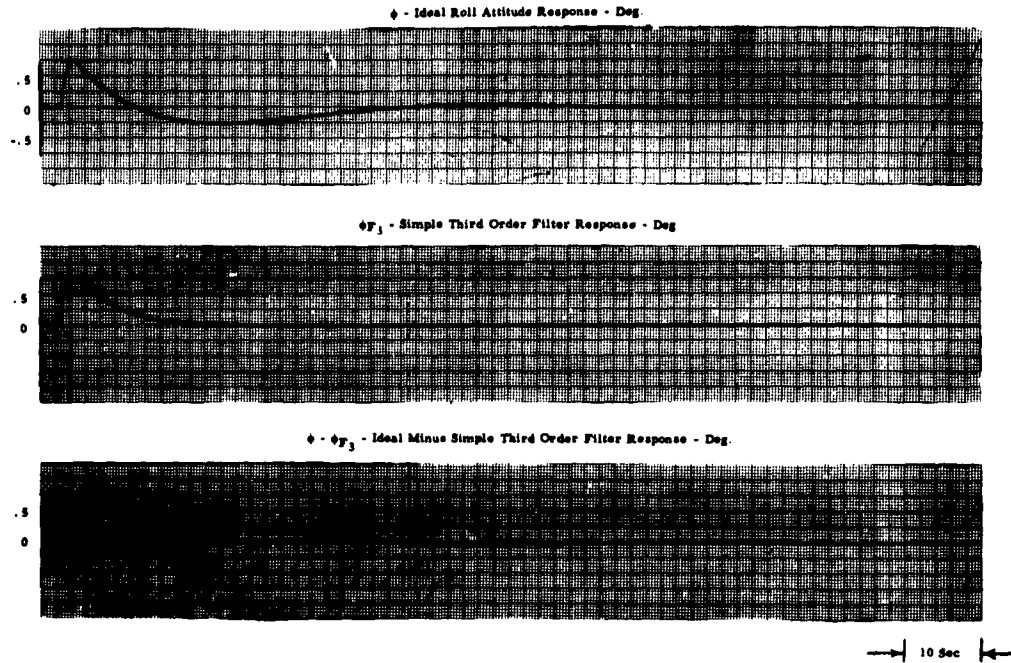 ϕ - Ideal Roll Attitude Response - Deg.
.5
0
-.5
ϕF3 - Simple Third Order Filter Response - Deg
.5
0
ϕ - ϕF3 - Ideal Minus Simple Third Order Filter Response - Deg.
.5
0
10 Sec